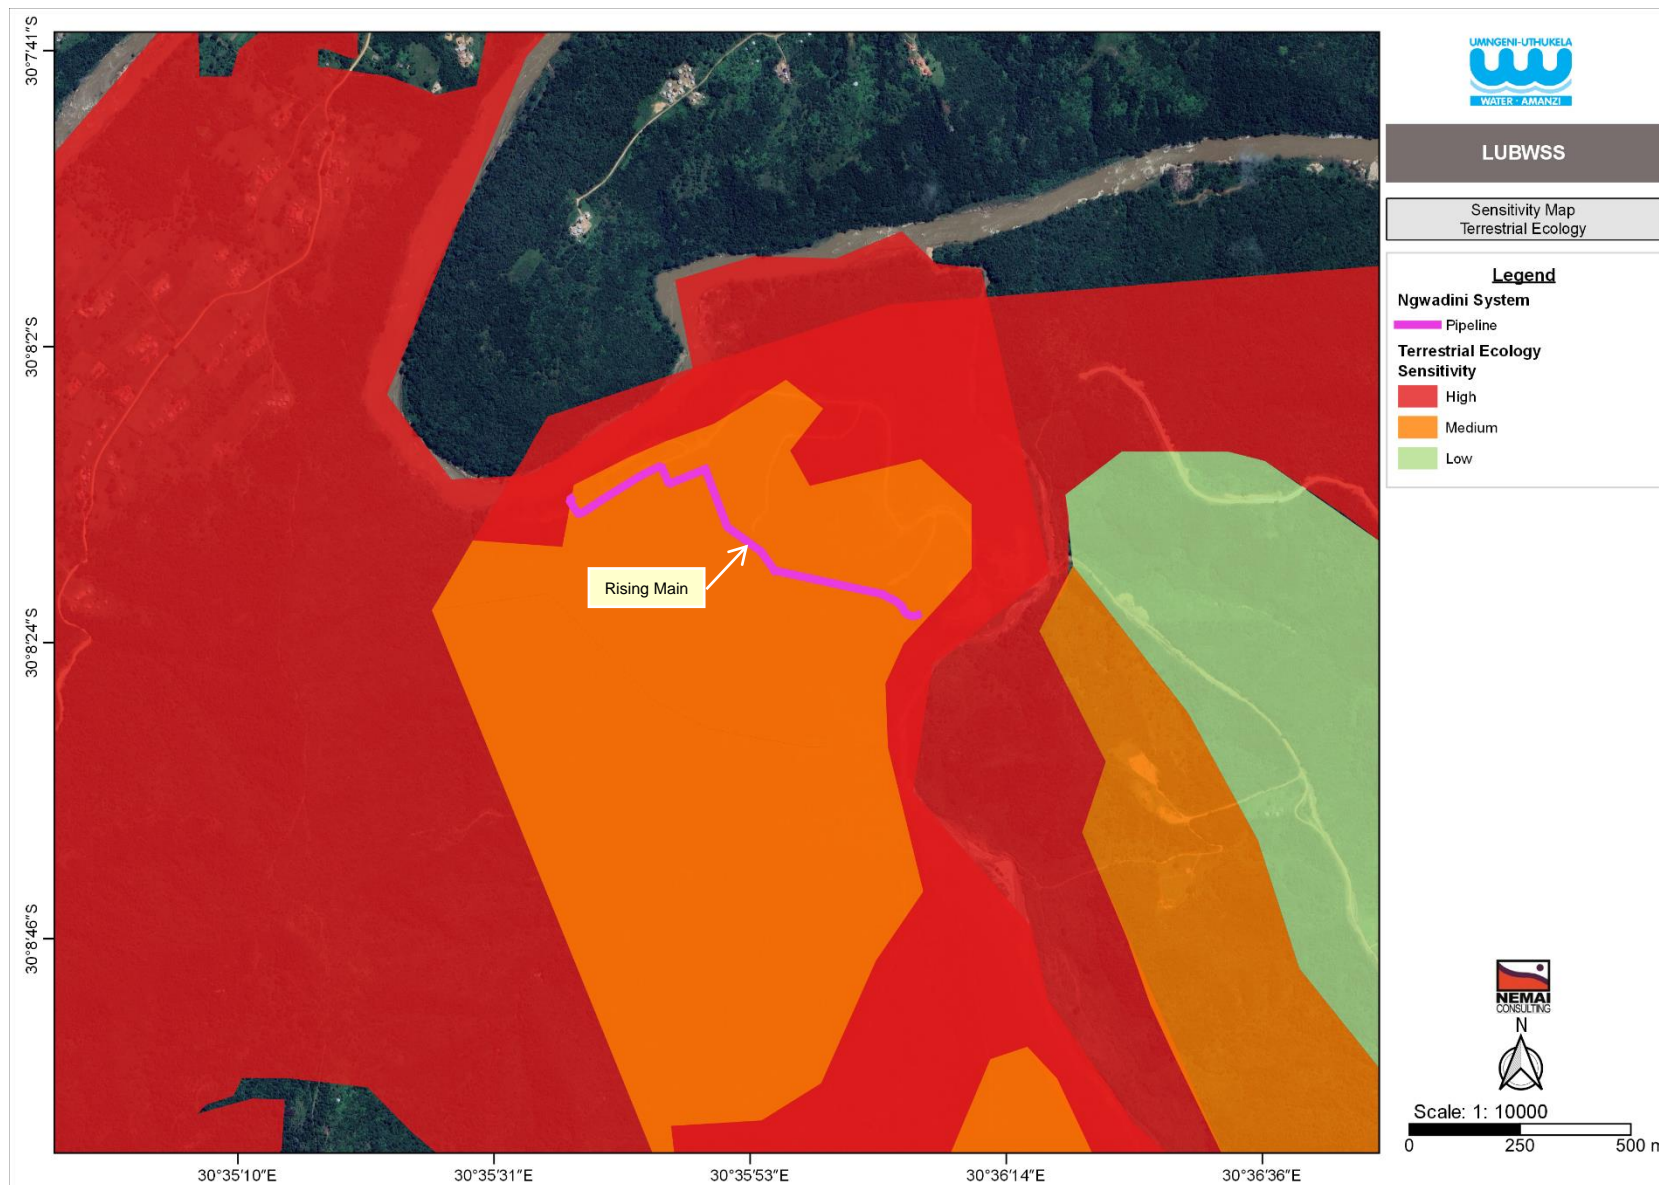 30°7'41"S
30°8'2"S
30°8'24"S
30°8'46"S
30°35'10"E
30°35'31"E
30°35'53"E
30°36'14"E
30°36'36"E
Rising Main
UMNGENI-UTHUKELA
WATER · AMANZI
LUBWSS
Sensitivity Map
Terrestrial Ecology
Legend
Ngwadini System
Pipeline
Terrestrial Ecology
Sensitivity
High
Medium
Low
NEMAI
CONSULTING
N
Scale: 1: 10000
0 250 500 m